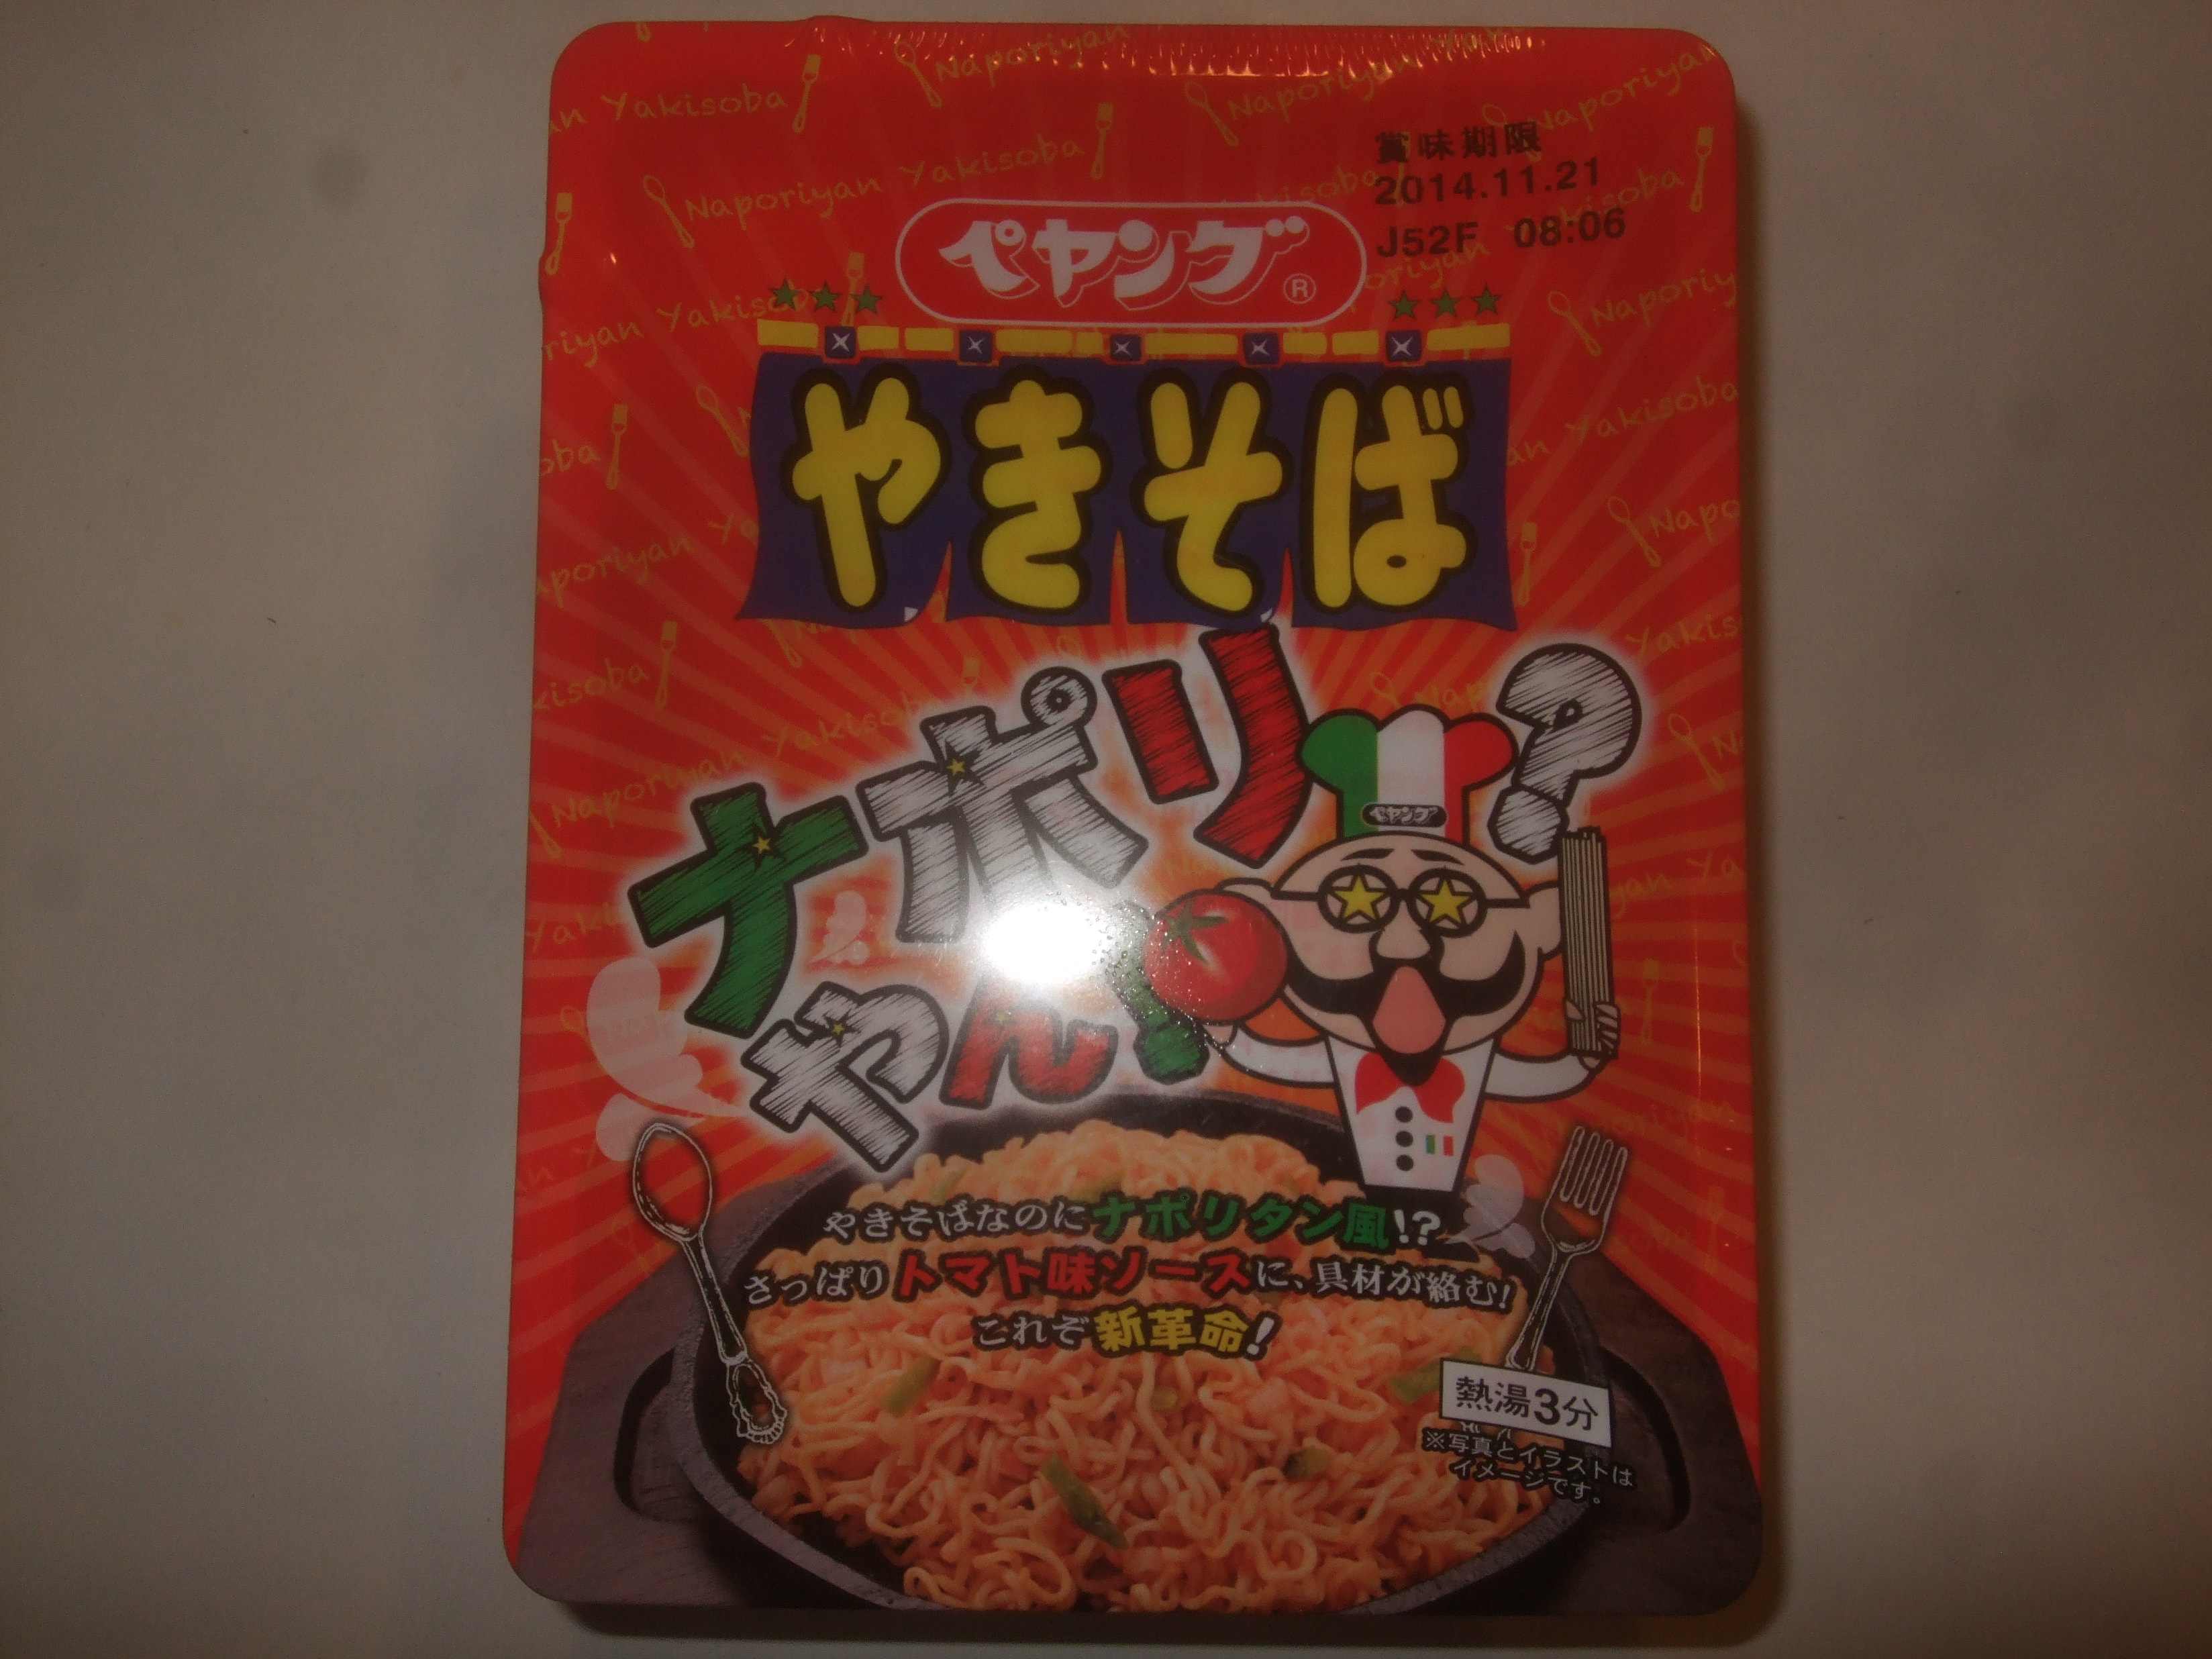 賞味期限
2014.11.21
J52F 08:06
ペヤング®
やきそば
ナポリ
やん!?
ペヤング
やきそばなのにナポリタン風!?
さっぱりトマト味ソースに、具材が絡む!
これぞ新革命!
熱湯3分
※写真とイラストは
イメージです。
Naporiyan Yakisoba